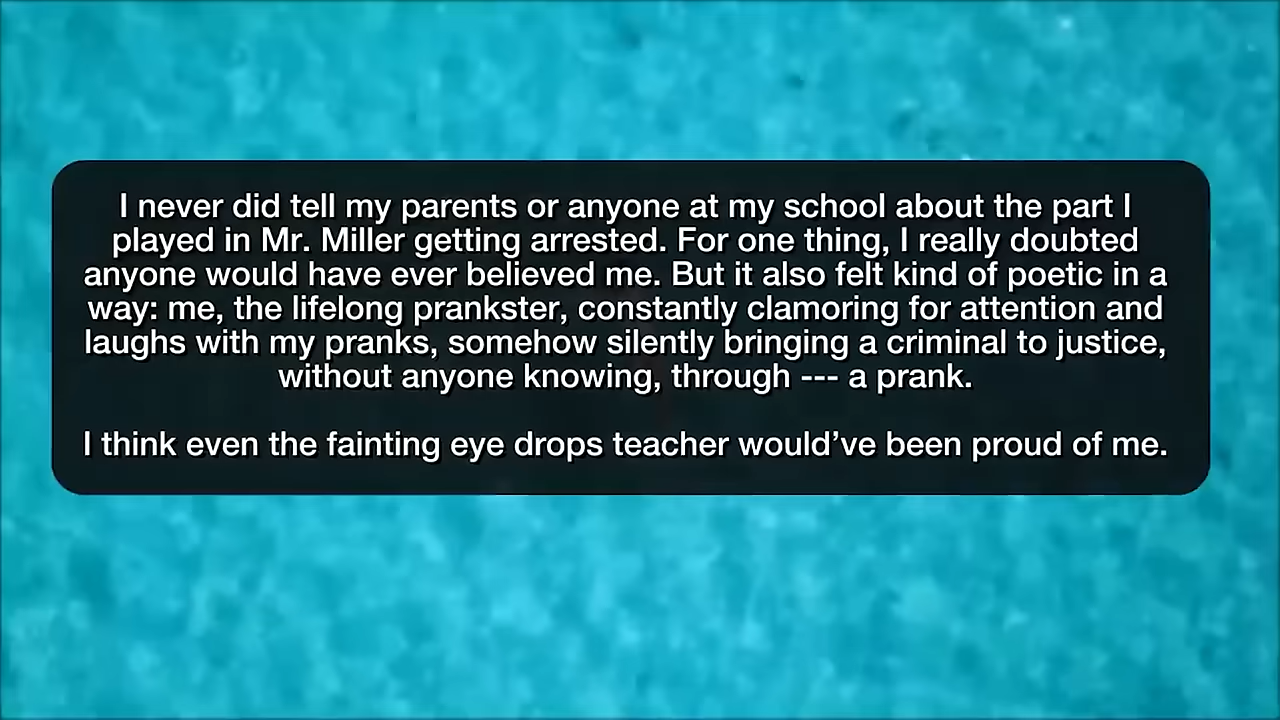 I never did tell my parents or anyone at my school about the part I
played in Mr. Miller getting arrested. For one thing, I really doubted
anyone would have ever believed me. But it also felt kind of poetic in a
way: me, the lifelong prankster, constantly clamoring for attention and
laughs with my pranks, somehow silently bringing a criminal to justice,
without anyone knowing, through --- a prank.
I think even the fainting eye drops teacher would’ve been proud of me.